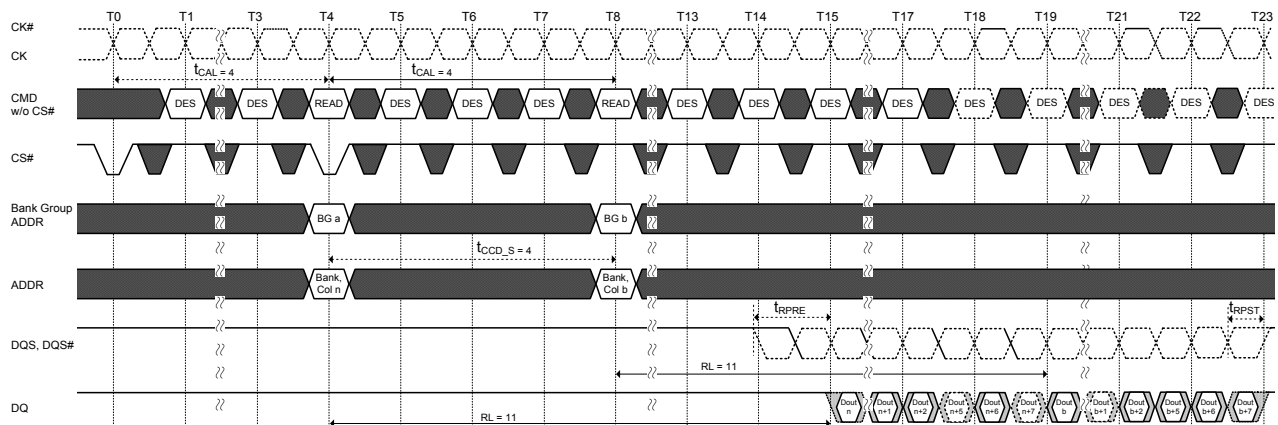 T0 T1 T3 T4 T5 T6 T7 T8 T13 T14 T15 T17 T18 T19 T21 T22 T23
CK#
CK
tCAL = 4 tCAL = 4
CMD
w/o CS#
DES DES READ DES DES DES READ DES DES DES DES DES DES DES DES DES
CS#
Bank Group
ADDR
BG a BG b
tCCD_S = 4
ADDR
Bank,
Col n
Bank,
Col b
tRPRE tRPST
DQS, DQS#
RL = 11
DQ
Dout
n
Dout
n+1
Dout
n+2
Dout
n+5
Dout
n+6
Dout
n+7
Dout
b
Dout
b+1
Dout
b+2
Dout
b+5
Dout
b+6
Dout
b+7
RL = 11